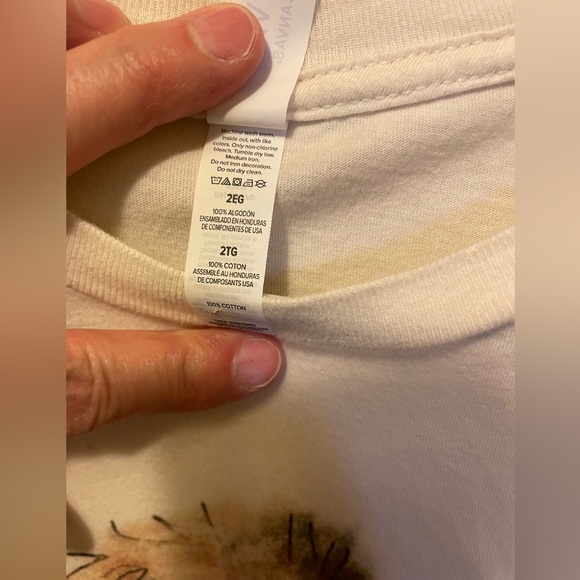 CANVAS.
Machine wash warm,
inside out, with like
colors. Only non-chlorine
bleach. Tumble dry low.
Medium iron.
Do not iron decoration.
Do not dry clean.
2EG
100% ALGODÓN
ENSAMBLADO EN HONDURAS
DE COMPONENTES DE USA
2TG
100% COTON
ASSEMBLÉ AU HONDURAS
DE COMPOSANTS USA
100% COTTON